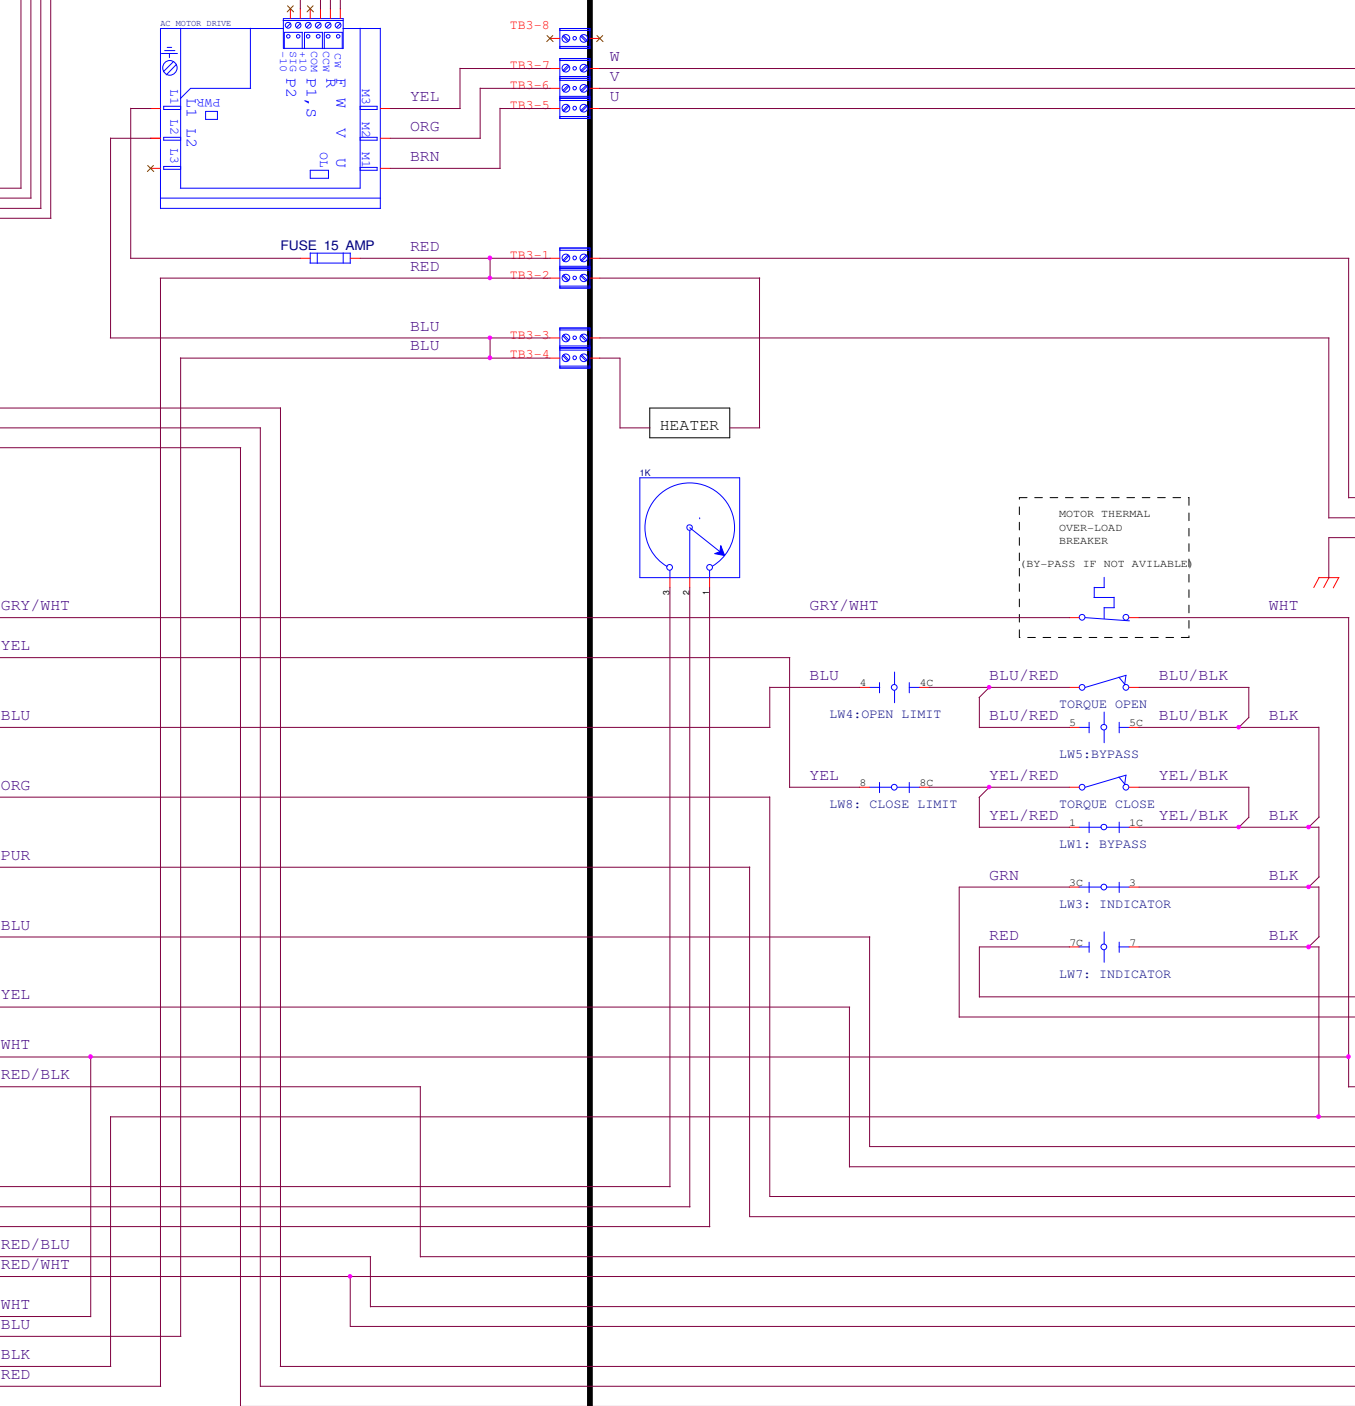 AC MOTOR DRIVE
-10
SIG
+10
COM
CCW
CW
P2
P1,S
R
F
L1
L2
L3
L1
L2
PWR
W
V
U
OL
M3
M2
M1
YEL
ORG
BRN
TB3-8
TB3-7
TB3-6
TB3-5
W
V
U
FUSE 15 AMP
RED
RED
TB3-1
TB3-2
BLU
BLU
TB3-3
TB3-4
HEATER
1K
3
2
1
MOTOR THERMAL
OVER-LOAD
BREAKER
(BY-PASS IF NOT AVILABLE)
GRY/WHT
GRY/WHT
WHT
YEL
BLU
4
4C
BLU/RED
BLU/BLK
LW4:OPEN LIMIT
TORQUE OPEN
BLU
BLU/RED
5
5C
BLU/BLK
BLK
LW5:BYPASS
ORG
YEL
8
8C
YEL/RED
YEL/BLK
LW8: CLOSE LIMIT
TORQUE CLOSE
YEL/RED
1
1C
YEL/BLK
BLK
LW1: BYPASS
PUR
GRN
3C
3
BLK
LW3: INDICATOR
BLU
RED
7C
7
BLK
LW7: INDICATOR
YEL
WHT
RED/BLK
RED/BLU
RED/WHT
WHT
BLU
BLK
RED